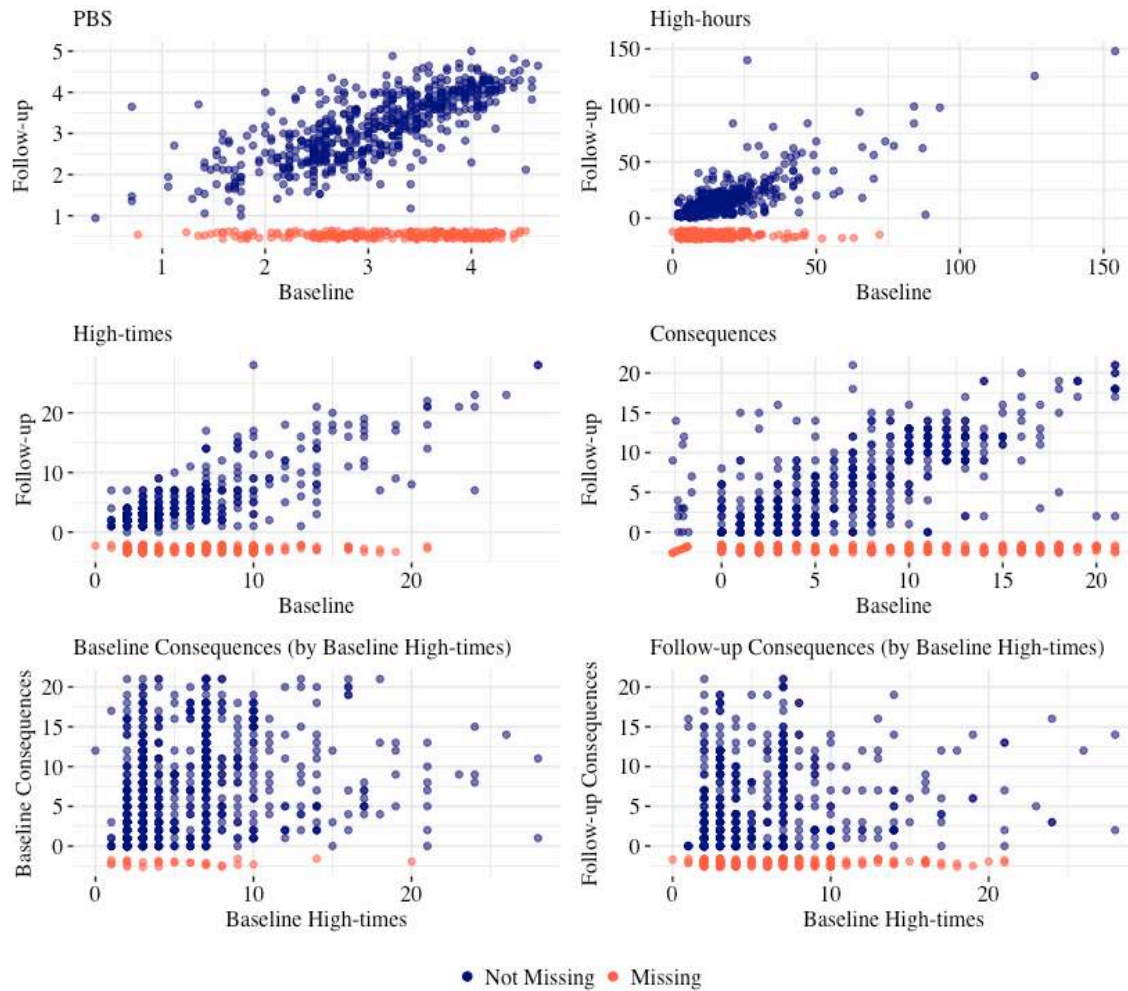 PBS
High-hours
5
4
3
2
1
Follow-up
1 2 3 4
Baseline
150
100
50
0
Follow-up
0 50 100 150
Baseline
High-times
Consequences
20
10
0
Follow-up
0 10 20
Baseline
20
15
10
5
0
Follow-up
0 5 10 15 20
Baseline
Baseline Consequences (by Baseline High-times)
Follow-up Consequences (by Baseline High-times)
20
15
10
5
0
Baseline Consequences
0 10 20
Baseline High-times
20
15
10
5
0
Follow-up Consequences
0 10 20
Baseline High-times
Not Missing Missing